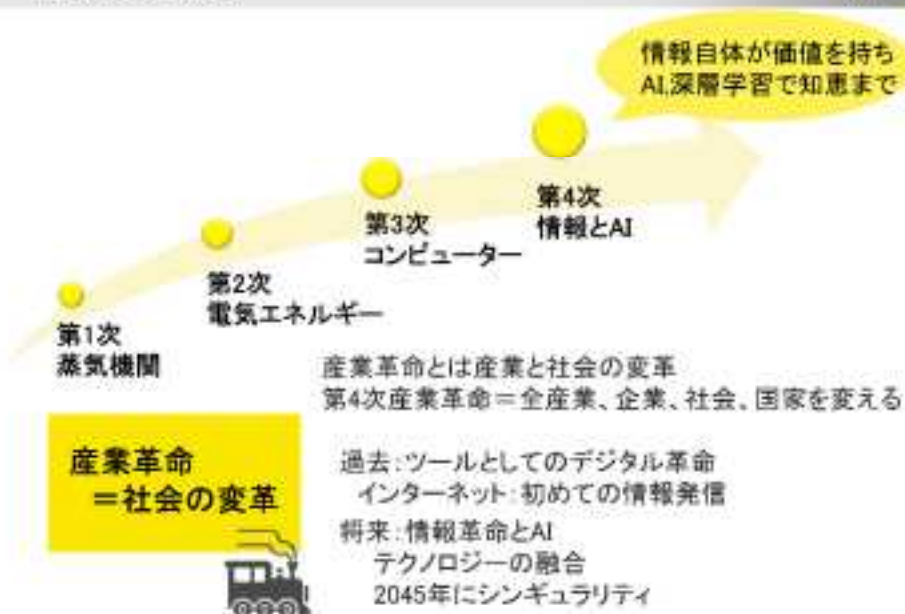 情報自体が価値を持ち
AI,深層学習で知恵まで
第4次
情報とAI
第3次
コンピューター
第2次
電気エネルギー
第1次
蒸気機関
産業革命とは産業と社会の変革
第4次産業革命＝全産業、企業、社会、国家を変える
産業革命
＝社会の変革
過去：ツールとしてのデジタル革命
インターネット：初めての情報発信
将来：情報革命とAI
テクノロジーの融合
2045年にシンギュラリティ